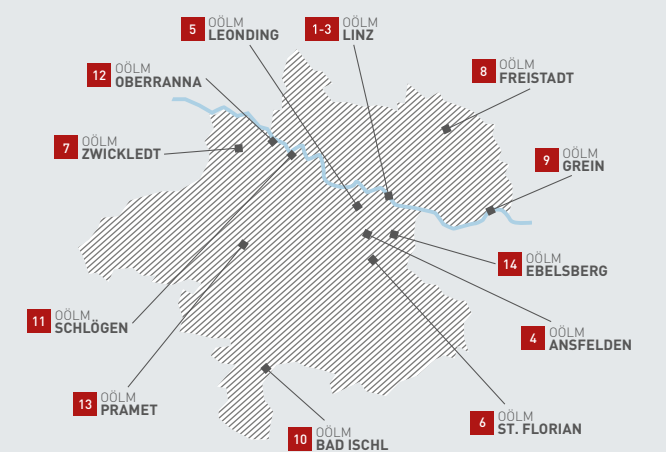 5 OÖLM
LEONDING
1-3 OÖLM
LINZ
12 OÖLM
OBERRANNA
8 OÖLM
FREISTADT
7 OÖLM
ZWICKLEDT
9 OÖLM
GREIN
14 OÖLM
EBELSBERG
11 OÖLM
SCHLÖGEN
4 OÖLM
ANSFELDEN
13 OÖLM
PRAMET
6 OÖLM
ST. FLORIAN
10 OÖLM
BAD ISCHL